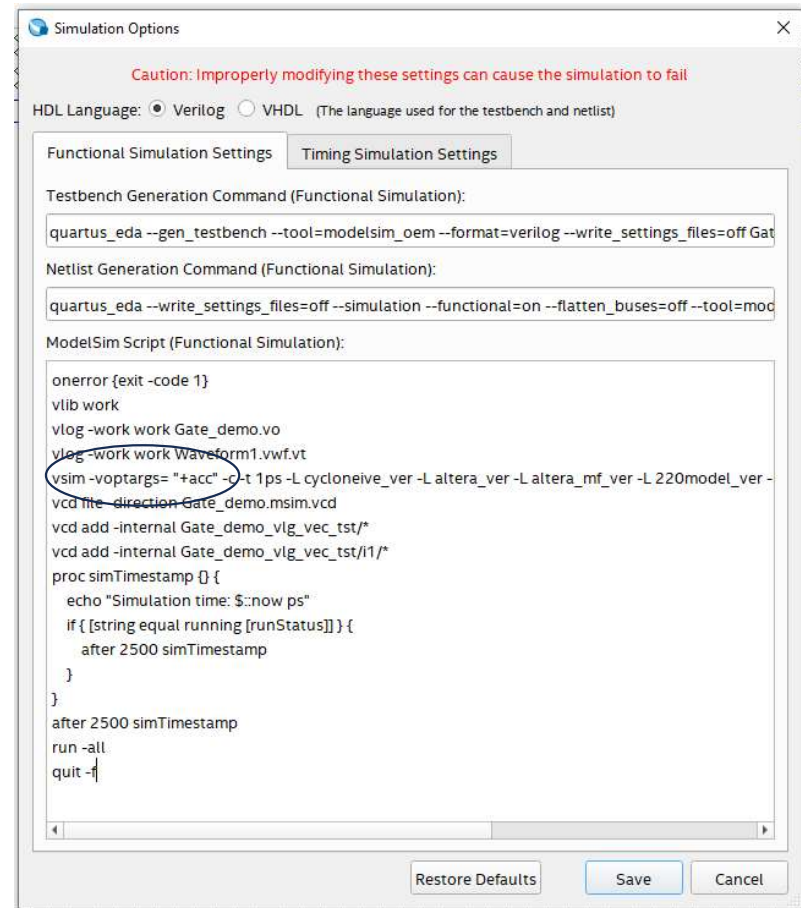 Simulation Options
Caution: Improperly modifying these settings can cause the simulation to fail
HDL Language: Verilog VHDL (The language used for the testbench and netlist)
Functional Simulation Settings Timing Simulation Settings
Testbench Generation Command (Functional Simulation):
quartus_eda --gen_testbench --tool=modelsim_oem --format=verilog --write_settings_files=off Gat
Netlist Generation Command (Functional Simulation):
quartus_eda --write_settings_files=off --simulation --functional=on --flatten_buses=off --tool=mod
ModelSim Script (Functional Simulation):
onerror {exit -code 1}
vlib work
vlog -work work Gate_demo.vo
vlog -work work Waveform1.vwf.vt
vsim -voptargs= "+acc" -c -t 1ps -L cycloneive_ver -L altera_ver -L altera_mf_ver -L 220model_ver -
vcd file -direction Gate_demo.msim.vcd
vcd add -internal Gate_demo_vlg_vec_tst/*
vcd add -internal Gate_demo_vlg_vec_tst/i1/*
proc simTimestamp {} {
echo "Simulation time: $::now ps"
if { [string equal running [runStatus]] } {
after 2500 simTimestamp
}
}
after 2500 simTimestamp
run -all
quit -f
Restore Defaults Save Cancel